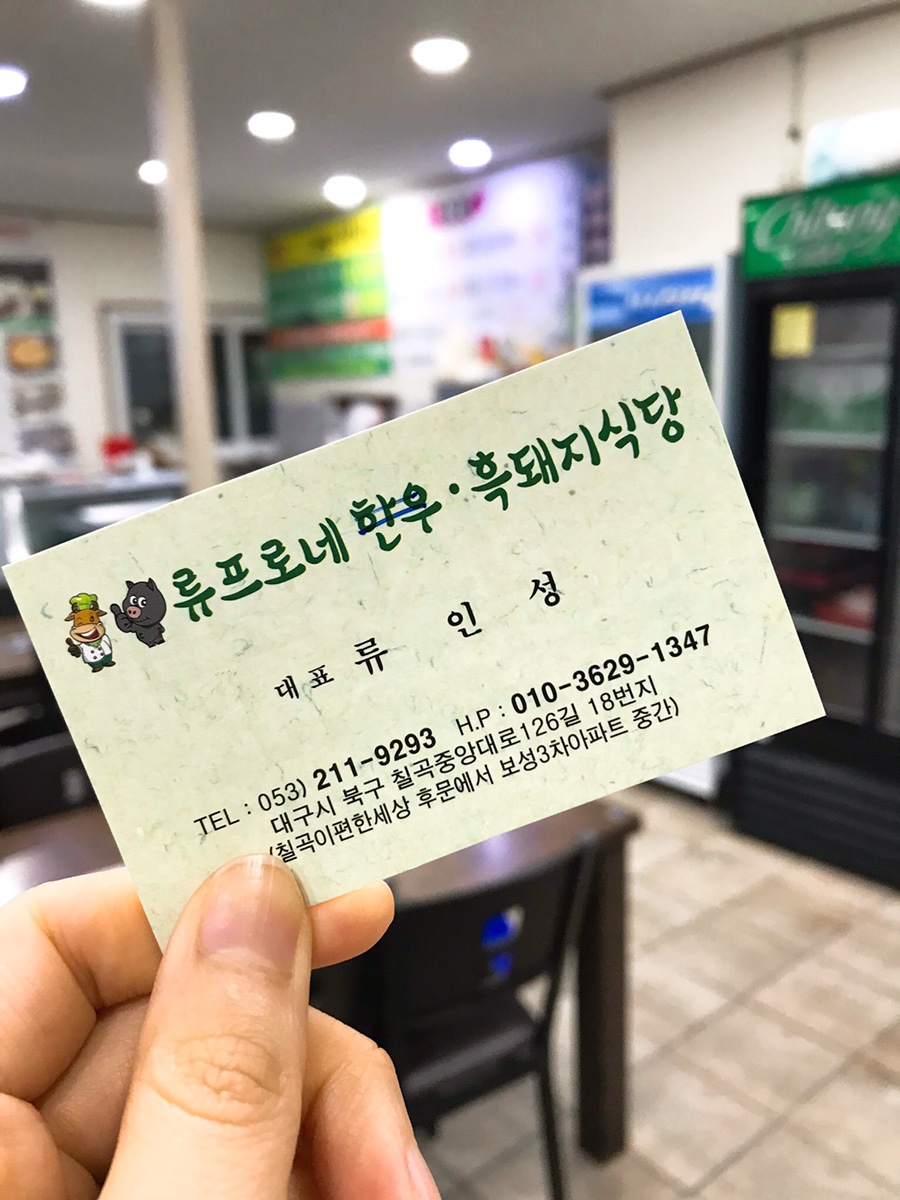 류프로네 한우·흑돼지식당
대표 류 인 성
TEL : 053) 211-9293 H.P : 010-3629-1347
대구시 북구 칠곡중앙대로126길 18번지
(칠곡이편한세상 후문에서 보성3차아파트 중간)
Chilsung